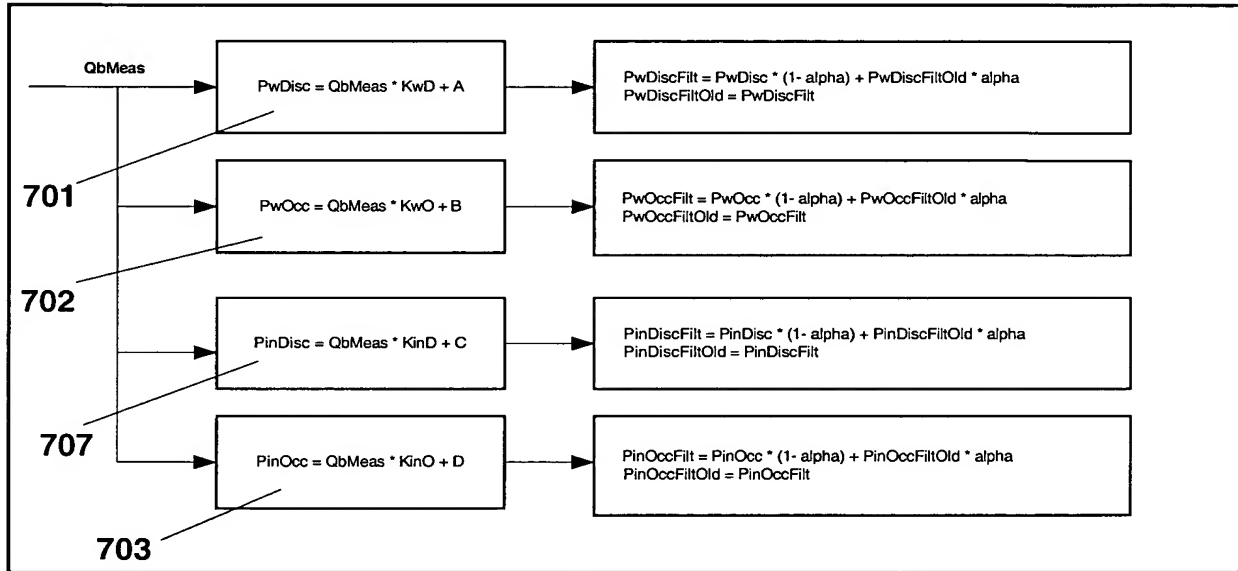 QbMeas
PwDisc = QbMeas * KwD + A
PwDiscFilt = PwDisc * (1- alpha) + PwDiscFiltOld * alpha
PwDiscFiltOld = PwDiscFilt
701
PwOcc = QbMeas * KwO + B
PwOccFilt = PwOcc * (1- alpha) + PwOccFiltOld * alpha
PwOccFiltOld = PwOccFilt
702
PinDisc = QbMeas * KinD + C
PinDiscFilt = PinDisc * (1- alpha) + PinDiscFiltOld * alpha
PinDiscFiltOld = PinDiscFilt
707
PinOcc = QbMeas * KinO + D
PinOccFilt = PinOcc * (1- alpha) + PinOccFiltOld * alpha
PinOccFiltOld = PinOccFilt
703